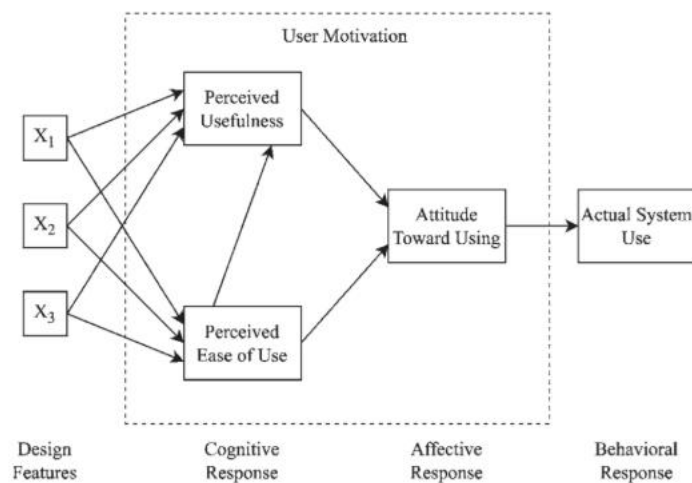 User Motivation
Perceived
Usefulness
X1
X2
Attitude
Toward Using
Actual System
Use
X3
Perceived
Ease of Use
Design
Features
Cognitive
Response
Affective
Response
Behavioral
Response